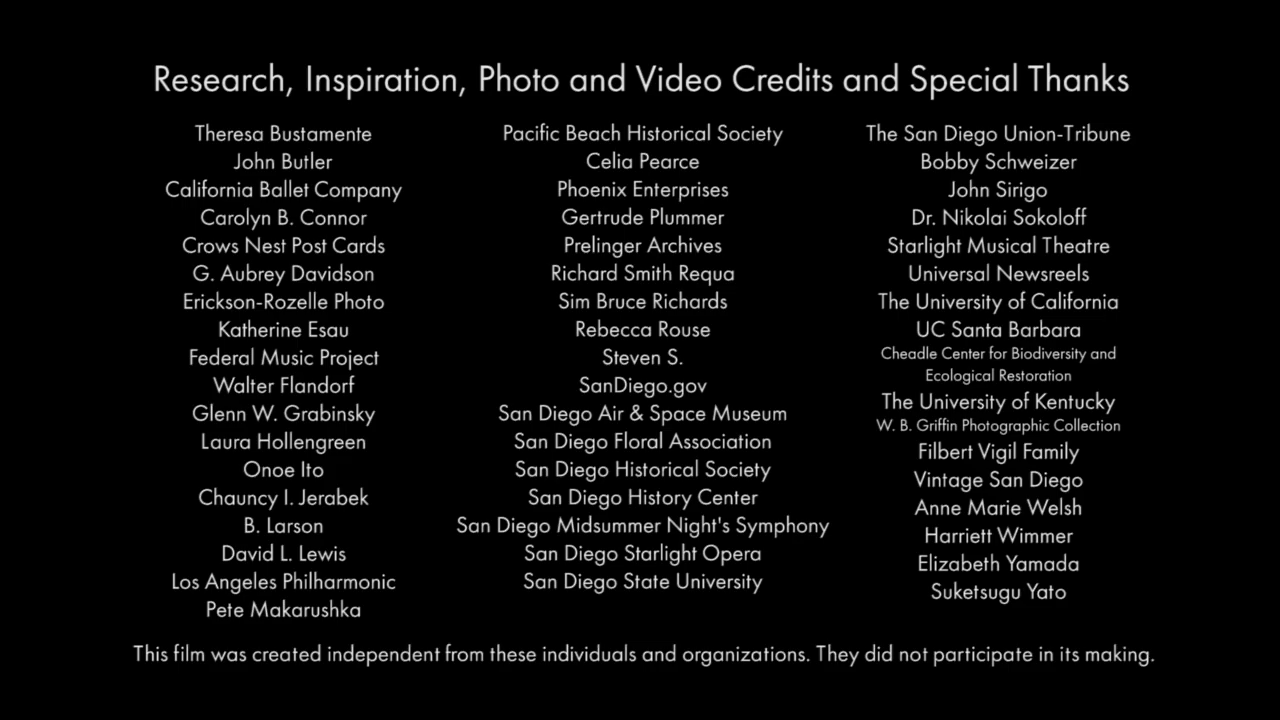 Research, Inspiration, Photo and Video Credits and Special Thanks
Theresa Bustamente
John Butler
California Ballet Company
Carolyn B. Connor
Crows Nest Post Cards
G. Aubrey Davidson
Erickson-Rozelle Photo
Katherine Esau
Federal Music Project
Walter Flandorf
Glenn W. Grabinsky
Laura Hollengreen
Onoe Ito
Chauncy I. Jerabek
B. Larson
David L. Lewis
Los Angeles Philharmonic
Pete Makarushka
Pacific Beach Historical Society
Celia Pearce
Phoenix Enterprises
Gertrude Plummer
Prelinger Archives
Richard Smith Requa
Sim Bruce Richards
Rebecca Rouse
Steven S.
SanDiego.gov
San Diego Air & Space Museum
San Diego Floral Association
San Diego Historical Society
San Diego History Center
San Diego Midsummer Night's Symphony
San Diego Starlight Opera
San Diego State University
The San Diego Union-Tribune
Bobby Schweizer
John Sirigo
Dr. Nikolai Sokoloff
Starlight Musical Theatre
Universal Newsreels
The University of California
UC Santa Barbara
Cheadle Center for Biodiversity and
Ecological Restoration
The University of Kentucky
W. B. Griffin Photographic Collection
Filbert Vigil Family
Vintage San Diego
Anne Marie Welsh
Harriett Wimmer
Elizabeth Yamada
Suketsugu Yato
This film was created independent from these individuals and organizations. They did not participate in its making.